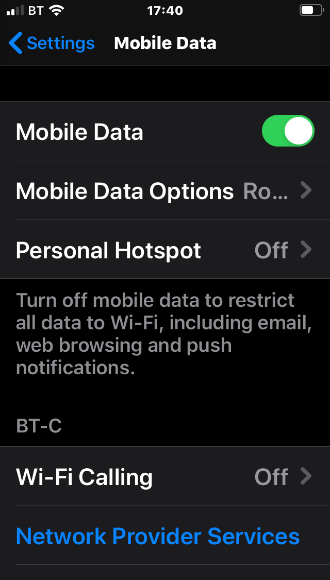 BT 17:40
Settings Mobile Data
Mobile Data
Mobile Data Options Ro...
Personal Hotspot Off
Turn off mobile data to restrict
all data to Wi-Fi, including email,
web browsing and push
notifications.
BT-C
Wi-Fi Calling Off
Network Provider Services